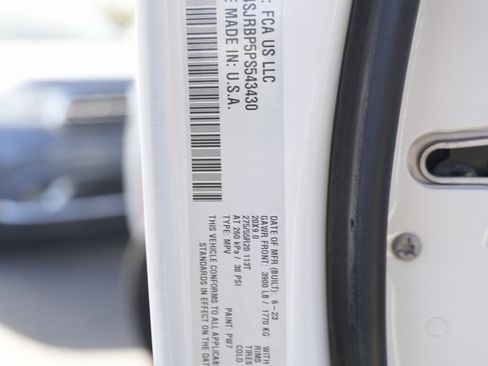 FCA US LLC
MADE IN: U.S.A.
SJRBP5PS543430
DATE OF MFR (BUILT): 6-23
GAWR FRONT: 3900 LB / 1770 KG WITH
20X9.0 RIMS
275/55R20 113T TIRES
AT 260 kPa / 38 PSI COLD
TYPE: MPV PAINT: PW7
THIS VEHICLE CONFORMS TO ALL APPLICABLE
STANDARDS IN EFFECT ON THE DAT